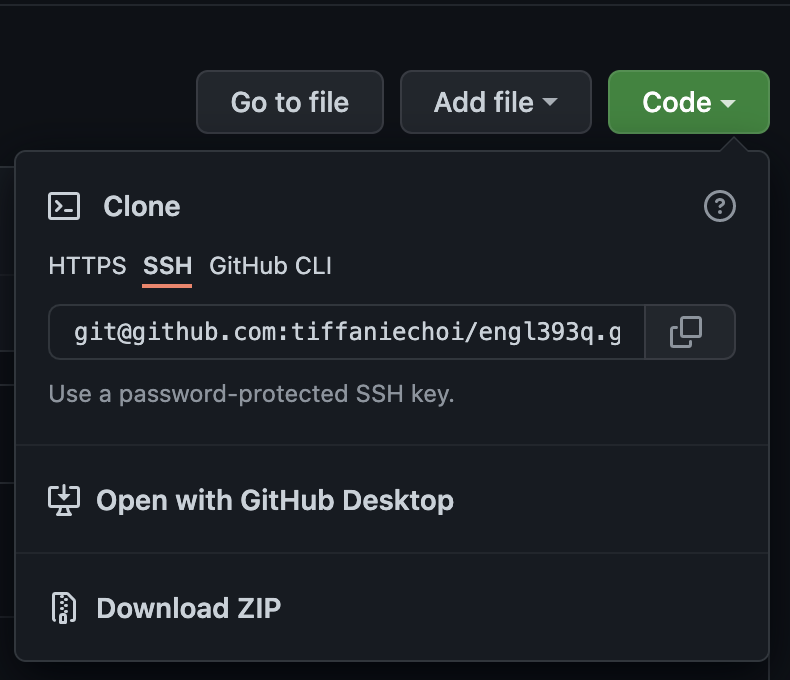 Go to file Add file Code
Clone
HTTPS SSH GitHub CLI
git@github.com:tiffaniechoi/engl393q.g
Use a password-protected SSH key.
Open with GitHub Desktop
Download ZIP